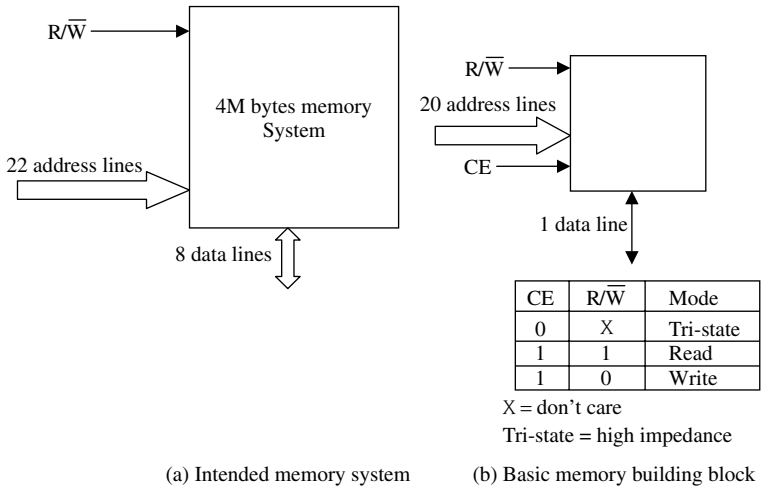 R/W̅
4M bytes memory
System
22 address lines
8 data lines
R/W̅
20 address lines
CE
1 data line
CE R/W̅ Mode
0 X Tri-state
1 1 Read
1 0 Write
X = don't care
Tri-state = high impedance
(a) Intended memory system
(b) Basic memory building block